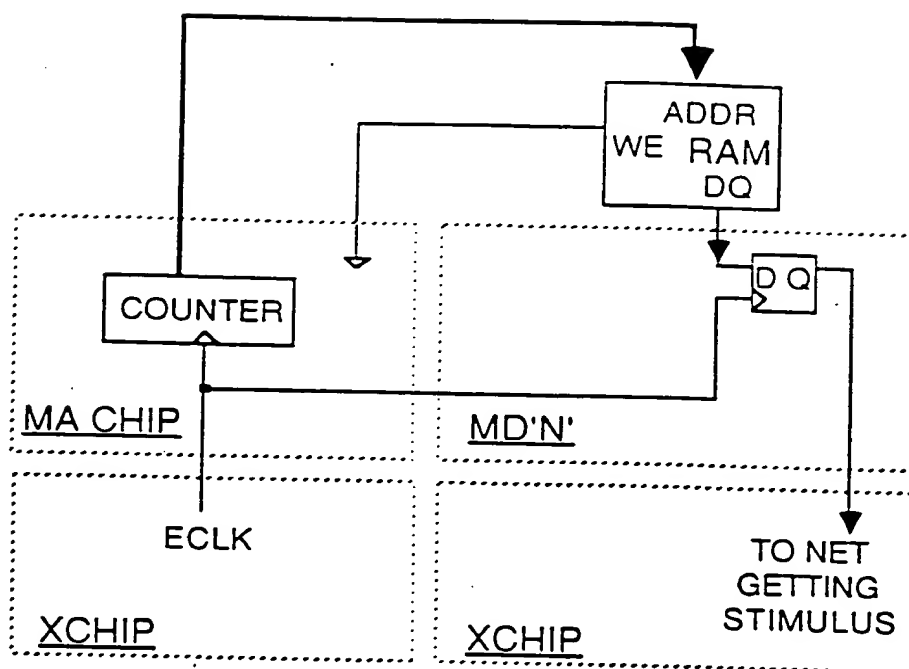 ADDR
WE RAM
DQ
D Q
COUNTER
MA CHIP
MD'N'
ECLK
TO NET
GETTING
STIMULUS
XCHIP
XCHIP